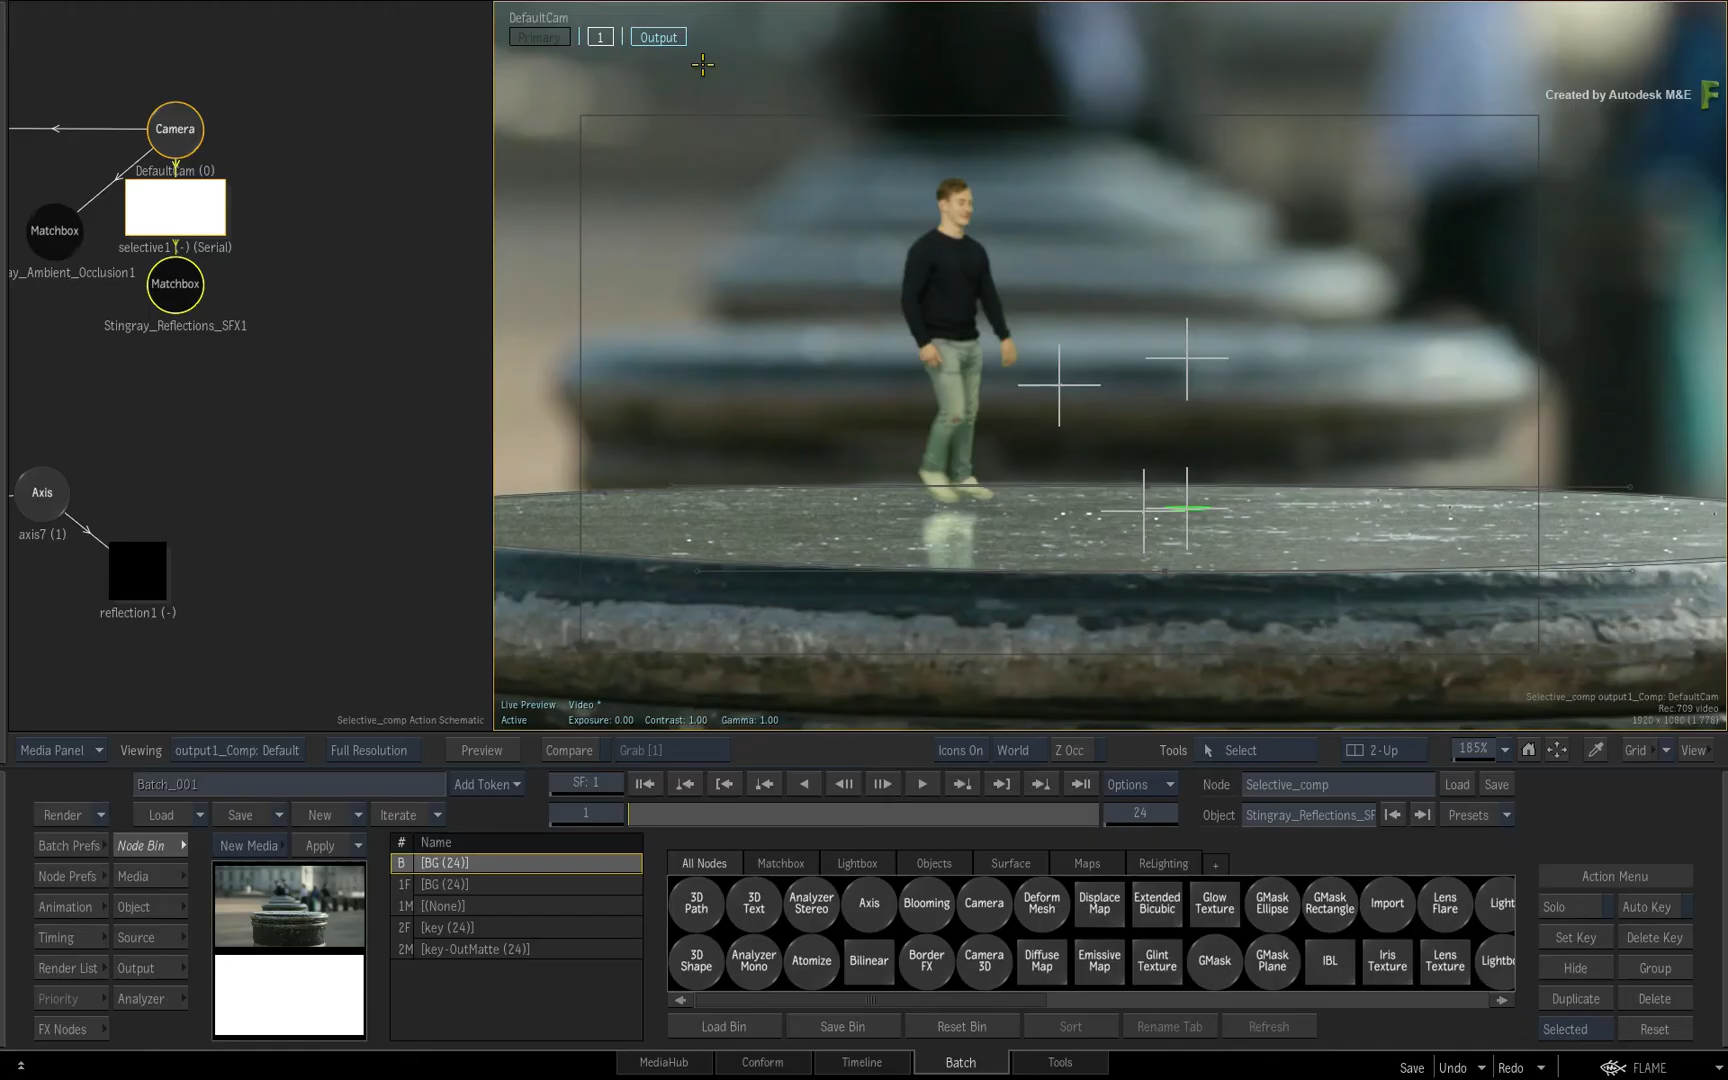 DefaultCam
Primary
1
Output
Created by Autodesk M&E
Camera
DefaultCam (0)
Matchbox
selective1 (-) (Serial)
ay_Ambient_Occlusion1
Matchbox
Stingray_Reflections_SFX1
Axis
axis7 (1)
reflection1 (-)
Selective_comp Action Schematic
Live Preview Video *
Active Exposure: 0.00 Contrast: 1.00 Gamma: 1.00
Selective_comp output1_Comp: DefaultCam
Rec.709 video
1920 x 1080 (1.778)
Media Panel Viewing output1_Comp: Default Full Resolution Preview Compare Grab [1] Icons On World Z Occ Tools Select 2-Up 185% Grid View
Batch_001 Add Token SF: 1 Options Node Selective_comp Load Save
Render Load Save New Iterate 1 24 Object Stingray_Reflections_SF Presets
Batch Prefs Node Bin New Media Apply
Node Prefs Media
Animation Object
Timing Source
Render List Output
Priority Analyzer
FX Nodes
# Name
B [BG (24)]
1F [BG (24)]
1M [(None)]
2F [key (24)]
2M [key-OutMatte (24)]
All Nodes Matchbox Lightbox Objects Surface Maps ReLighting +
3D Path 3D Text Analyzer Stereo Axis Blooming Camera Deform Mesh Displace Map Extended Bicubic Glow Texture GMask Ellipse GMask Rectangle Import Lens Flare Light
3D Shape Analyzer Mono Atomize Bilinear Border FX Camera 3D Diffuse Map Emissive Map Glint Texture GMask GMask Plane IBL Iris Texture Lens Texture Lightbo
Load Bin Save Bin Reset Bin Sort Rename Tab Refresh
Action Menu
Solo Auto Key
Set Key Delete Key
Hide Group
Duplicate Delete
Selected Reset
MediaHub Conform Timeline Batch Tools
Save Undo Redo FLAME